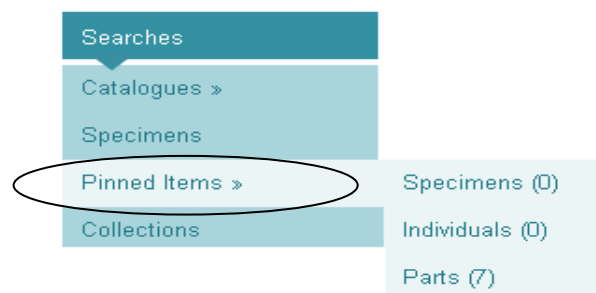 Searches
Catalogues »
Specimens
Pinned Items »
Specimens (0)
Collections
Individuals (0)
Parts (7)